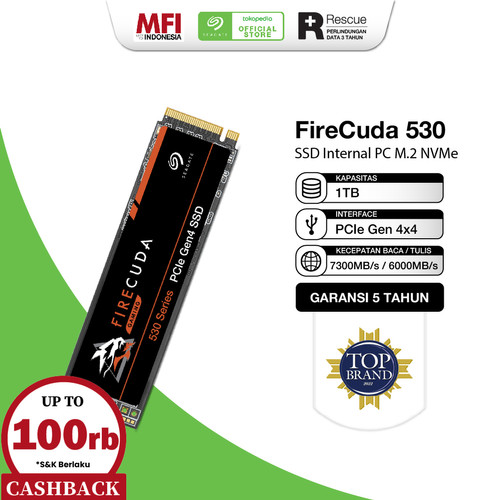 MFI
INDONESIA
SEAGATE
tokopedia
OFFICIAL
STORE
Rescue
PERLINDUNGAN
DATA 3 TAHUN
FireCuda 530
SSD Internal PC M.2 NVMe
KAPASITAS
1TB
INTERFACE
PCIe Gen 4x4
KECEPATAN BACA / TULIS
7300MB/s / 6000MB/s
GARANSI 5 TAHUN
TOP
BRAND
2022
SEAGATE
FIRECUDA
GAMING
530 Series
PCIe Gen4 SSD
UP TO
100rb
*S&K Berlaku
CASHBACK